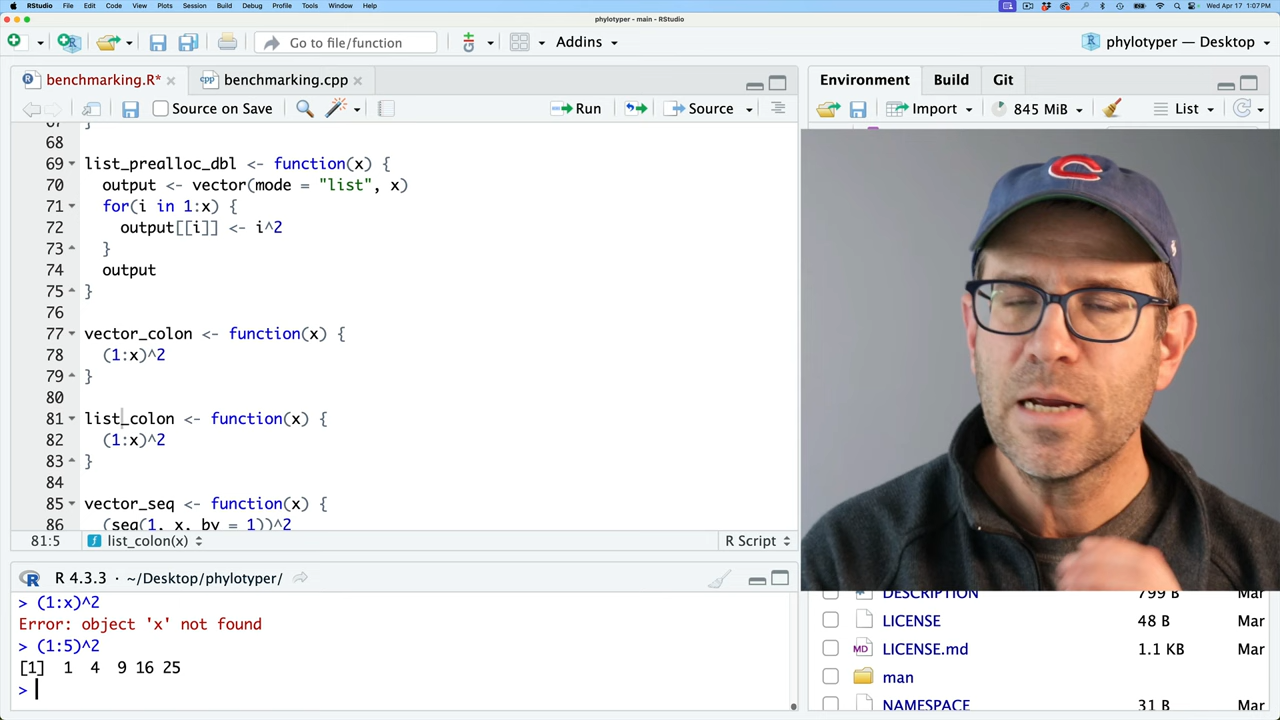 RStudio File Edit Code View Plots Session Build Debug Profile Tools Window Help
Wed Apr 17 1:07 PM
phylotyper - main - RStudio
Go to file/function
Addins
phylotyper — Desktop
benchmarking.R*
benchmarking.cpp
Source on Save
Run
Source
67 }
68
69 list_prealloc_dbl <- function(x) {
70 output <- vector(mode = "list", x)
71 for(i in 1:x) {
72 output[[i]] <- i^2
73 }
74 output
75 }
76
77 vector_colon <- function(x) {
78 (1:x)^2
79 }
80
81 list_colon <- function(x) {
82 (1:x)^2
83 }
84
85 vector_seq <- function(x) {
86 (seq(1, x, by = 1))^2
81:5
list_colon(x)
R Script
R 4.3.3 · ~/Desktop/phylotyper/
> (1:x)^2
Error: object 'x' not found
> (1:5)^2
[1] 1 4 9 16 25
>
Environment
Build
Git
Import
845 MiB
List
DESCRIPTION 799 B Mar
LICENSE 48 B Mar
LICENSE.md 1.1 KB Mar
man
NAMESPACE 31 B Mar